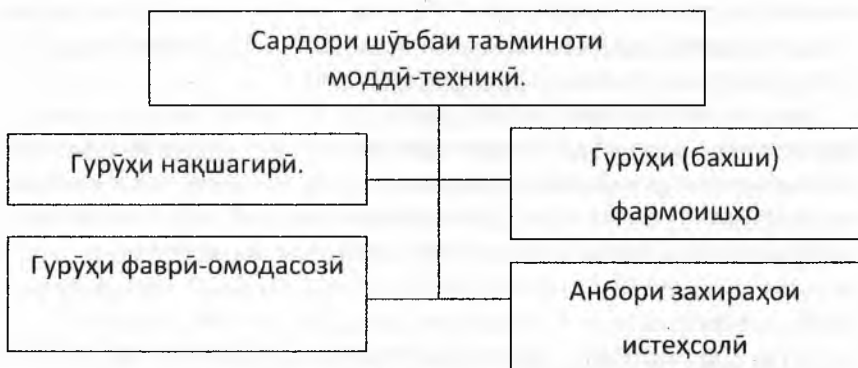 Сардори шӯъбаи таъминоти
моддӣ-техникӣ.
Гурӯҳи нақшагирӣ.
Гурӯҳи (бахши)
фармоишҳо
Гурӯҳи фаврӣ-омодасозӣ
Анбори захираҳои
истеҳсолӣ